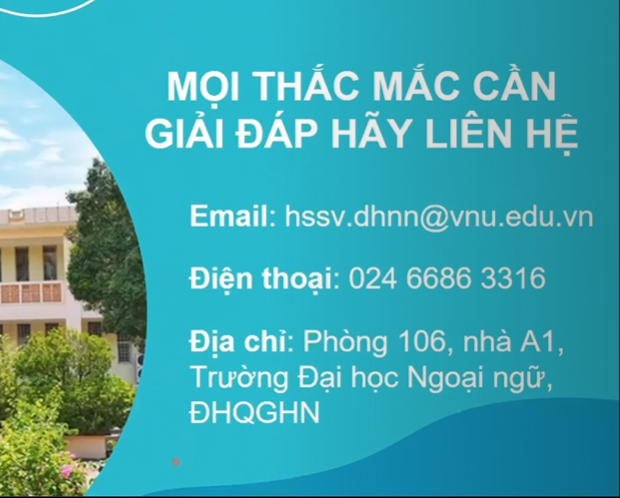 MỌI THẮC MẮC CẦN
GIẢI ĐÁP HÃY LIÊN HỆ
Email: hssv.dhnn@vnu.edu.vn
Điện thoại: 024 6686 3316
Địa chỉ: Phòng 106, nhà A1,
Trường Đại học Ngoại ngữ,
ĐHQGHN